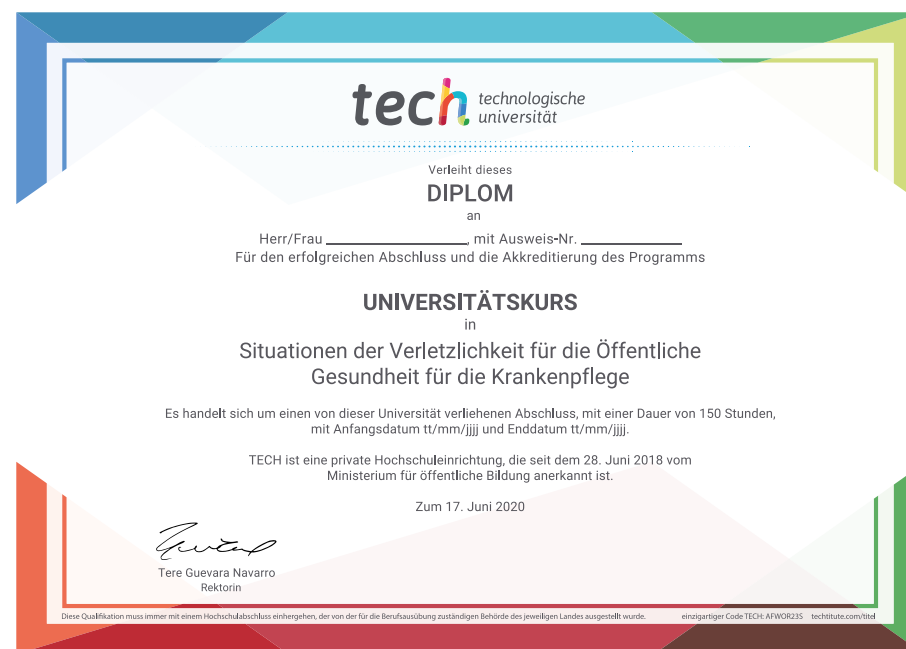 tech technologische
universität
Verleiht dieses
DIPLOM
an
Herr/Frau ____________________, mit Ausweis-Nr. ______________
Für den erfolgreichen Abschluss und die Akkreditierung des Programms
UNIVERSITÄTSKURS
in
Situationen der Verletzlichkeit für die Öffentliche
Gesundheit für die Krankenpflege
Es handelt sich um einen von dieser Universität verliehenen Abschluss, mit einer Dauer von 150 Stunden,
mit Anfangsdatum tt/mm/jjjj und Enddatum tt/mm/jjjj.
TECH ist eine private Hochschuleinrichtung, die seit dem 28. Juni 2018 vom
Ministerium für öffentliche Bildung anerkannt ist.
Zum 17. Juni 2020
Tere Guevara Navarro
Rektorin
Diese Qualifikation muss immer mit einem Hochschulabschluss einhergehen, der von der für die Berufsausübung zuständigen Behörde des jeweiligen Landes ausgestellt wurde. einzigartiger Code TECH: AFWOR23S techtitute.com/titel